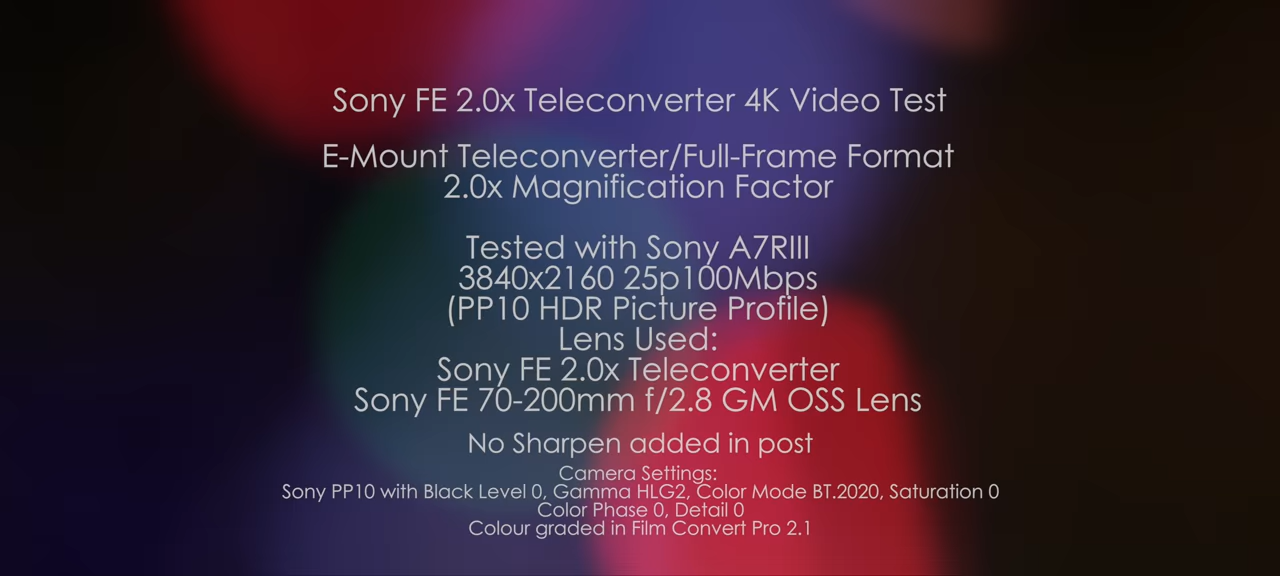 Sony FE 2.0x Teleconverter 4K Video Test
E-Mount Teleconverter/Full-Frame Format
2.0x Magnification Factor
Tested with Sony A7RIII
3840x2160 25p100Mbps
(PP10 HDR Picture Profile)
Lens Used:
Sony FE 2.0x Teleconverter
Sony FE 70-200mm f/2.8 GM OSS Lens
No Sharpen added in post
Camera Settings:
Sony PP10 with Black Level 0, Gamma HLG2, Color Mode BT.2020, Saturation 0
Color Phase 0, Detail 0
Colour graded in Film Convert Pro 2.1